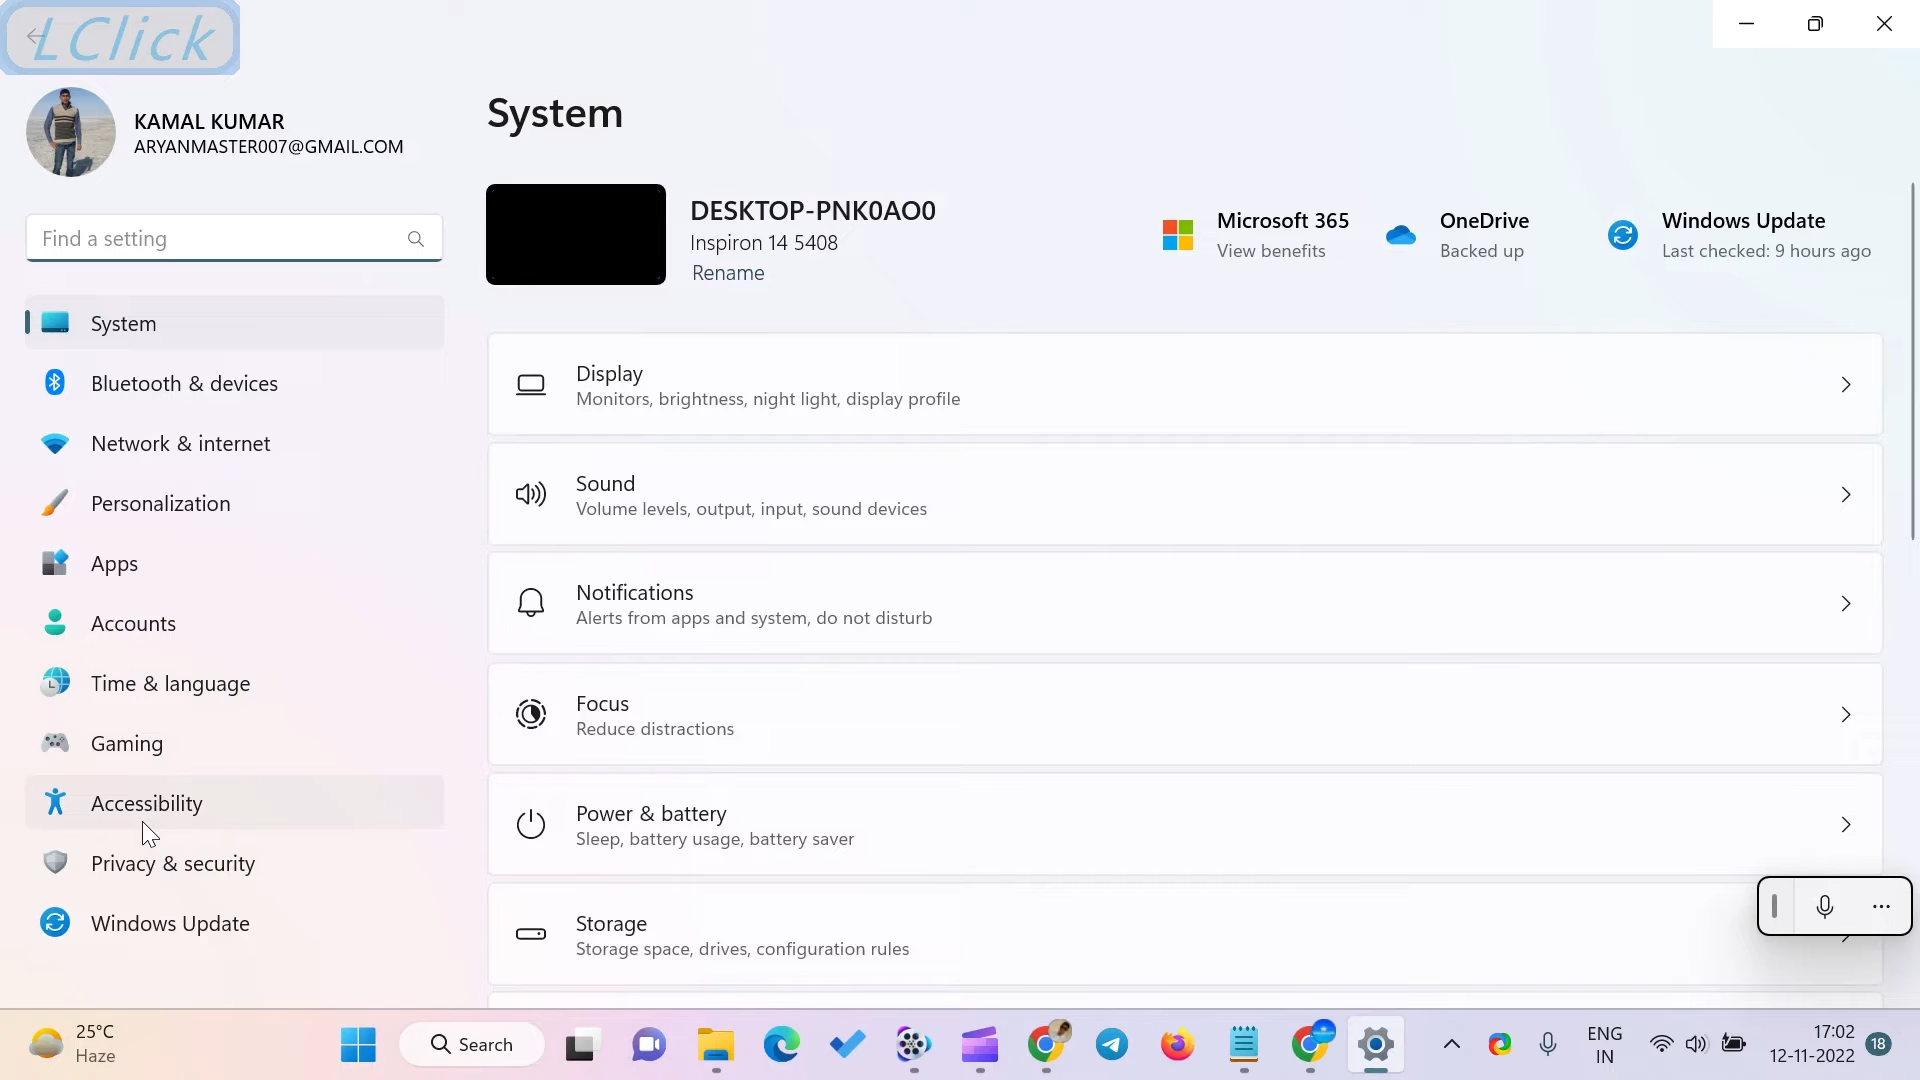 LClick
KAMAL KUMAR
ARYANMASTER007@GMAIL.COM
Find a setting
System
Bluetooth & devices
Network & internet
Personalization
Apps
Accounts
Time & language
Gaming
Accessibility
Privacy & security
Windows Update
System
DESKTOP-PNK0AO0
Inspiron 14 5408
Rename
Microsoft 365
View benefits
OneDrive
Backed up
Windows Update
Last checked: 9 hours ago
Display
Monitors, brightness, night light, display profile
Sound
Volume levels, output, input, sound devices
Notifications
Alerts from apps and system, do not disturb
Focus
Reduce distractions
Power & battery
Sleep, battery usage, battery saver
Storage
Storage space, drives, configuration rules
25°C
Haze
Search
ENG
IN
17:02
12-11-2022
18